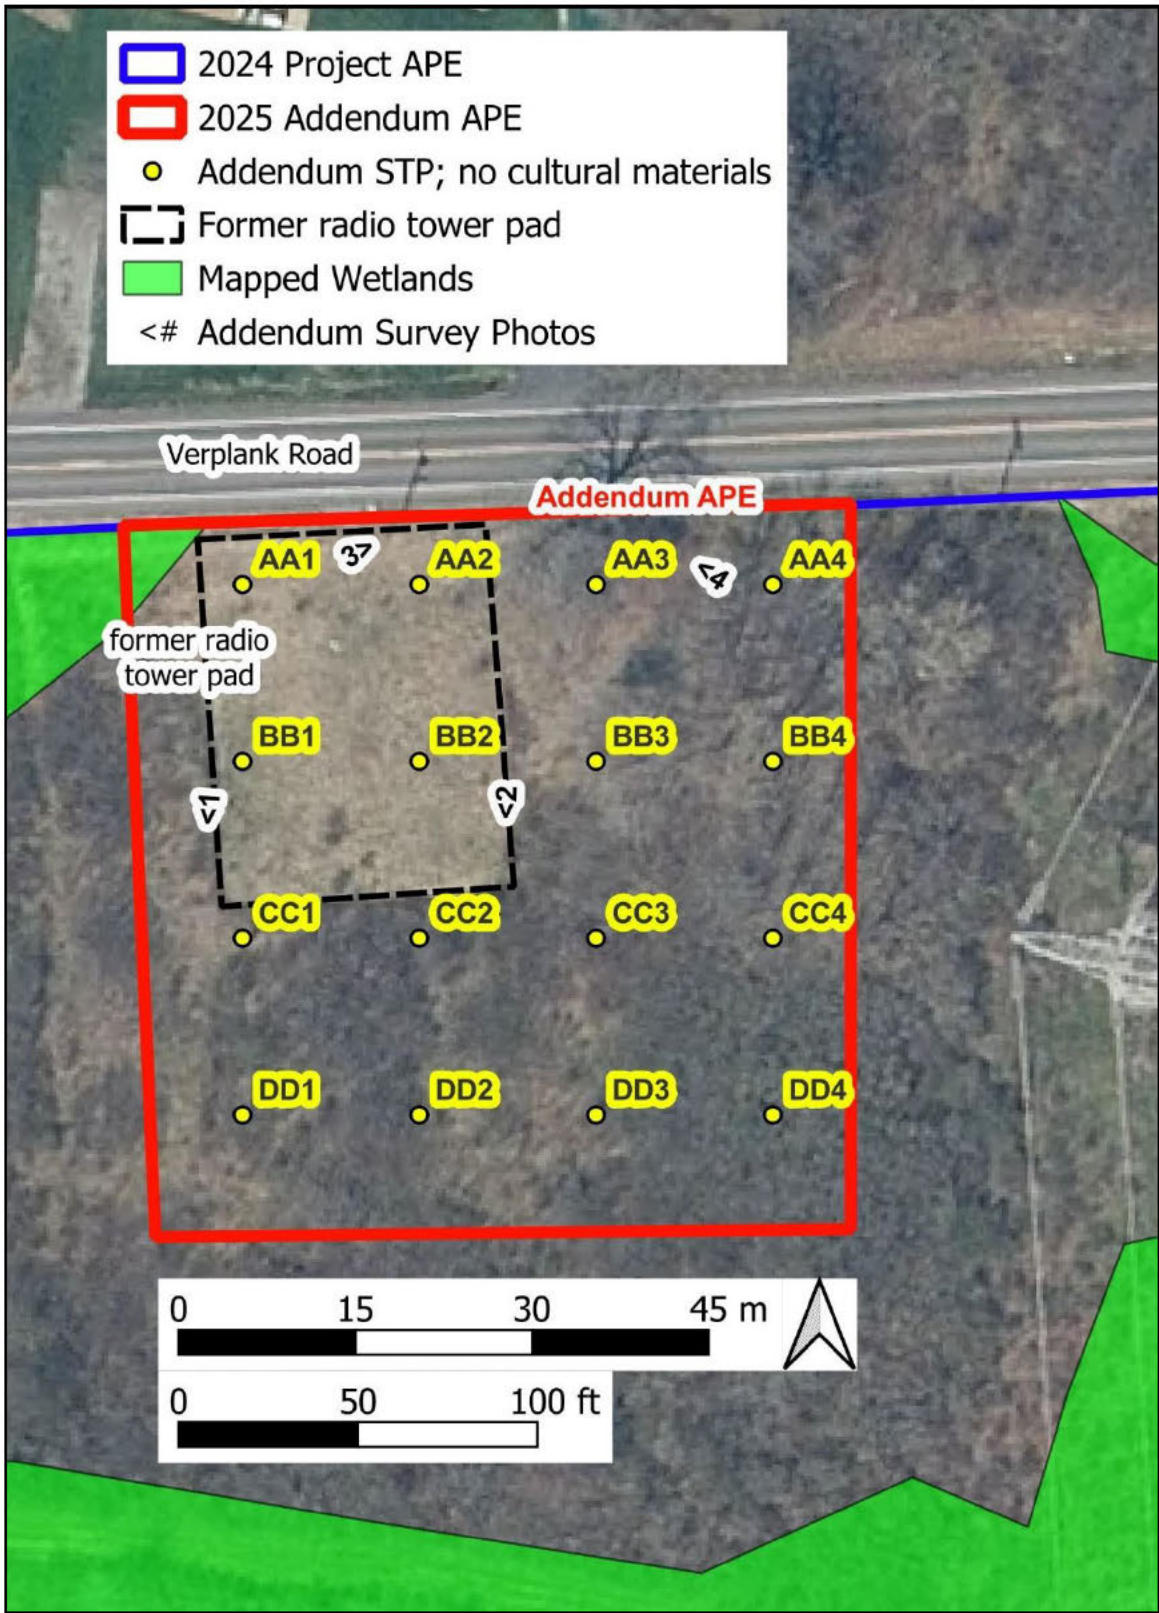 2024 Project APE
2025 Addendum APE
Addendum STP; no cultural materials
Former radio tower pad
Mapped Wetlands
<# Addendum Survey Photos
Verplank Road
Addendum APE
AA1
3>
AA2
AA3
<4
AA4
former radio
tower pad
BB1
BB2
BB3
BB4
<1
<2
CC1
CC2
CC3
CC4
DD1
DD2
DD3
DD4
0 15 30 45 m
0 50 100 ft